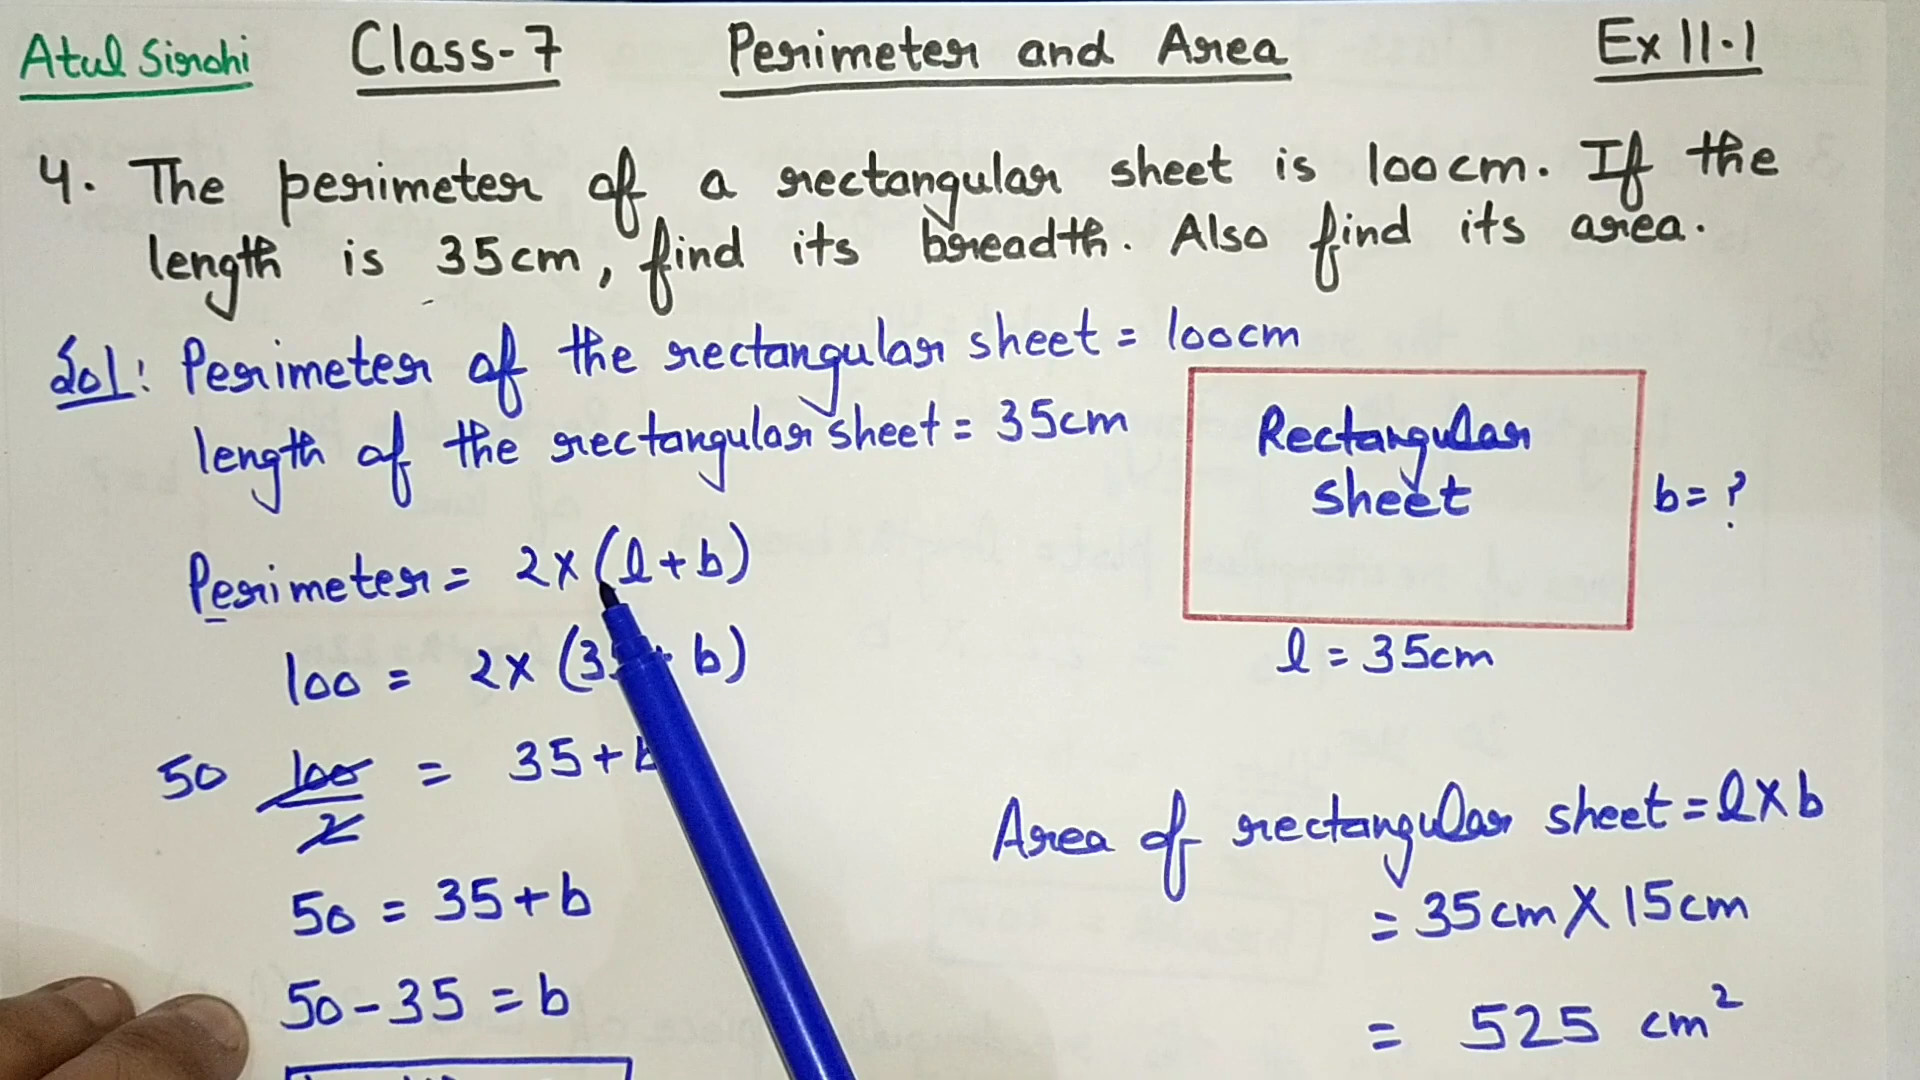 Atul Sirohi Class-7 Perimeter and Area Ex 11.1
4. The perimeter of a rectangular sheet is 100cm. If the
length is 35cm, find its breadth. Also find its area.
Sol: Perimeter of the rectangular sheet = 100cm
length of the rectangular sheet = 35cm
Rectangular
sheet
b = ?
l = 35cm
Perimeter = 2 x (l + b)
100 = 2 x (35 + b)
50 100/2 = 35 + b
50 = 35 + b
50 - 35 = b
Area of rectangular sheet = l X b
= 35cm X 15cm
= 525 cm²